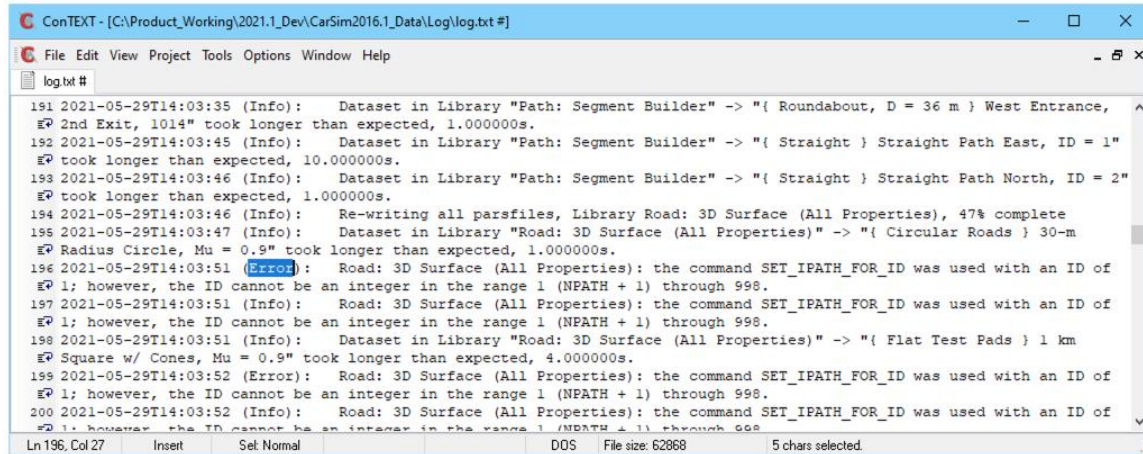 ConTEXT - [C:\Product_Working\2021.1_Dev\CarSim2016.1_Data\Log\log.txt #]
File Edit View Project Tools Options Window Help
log.txt #
191 2021-05-29T14:03:35 (Info):    Dataset in Library "Path: Segment Builder" -> "{ Roundabout, D = 36 m } West Entrance,
2nd Exit, 1014" took longer than expected, 1.000000s.
192 2021-05-29T14:03:45 (Info):    Dataset in Library "Path: Segment Builder" -> "{ Straight } Straight Path East, ID = 1"
took longer than expected, 10.000000s.
193 2021-05-29T14:03:46 (Info):    Dataset in Library "Path: Segment Builder" -> "{ Straight } Straight Path North, ID = 2"
took longer than expected, 1.000000s.
194 2021-05-29T14:03:46 (Info):    Re-writing all parsfiles, Library Road: 3D Surface (All Properties), 47% complete
195 2021-05-29T14:03:47 (Info):    Dataset in Library "Road: 3D Surface (All Properties)" -> "{ Circular Roads } 30-m
Radius Circle, Mu = 0.9" took longer than expected, 1.000000s.
196 2021-05-29T14:03:51 (Error):    Road: 3D Surface (All Properties): the command SET_IPATH_FOR_ID was used with an ID of
1; however, the ID cannot be an integer in the range 1 (NPATH + 1) through 998.
197 2021-05-29T14:03:51 (Info):    Road: 3D Surface (All Properties): the command SET_IPATH_FOR_ID was used with an ID of
1; however, the ID cannot be an integer in the range 1 (NPATH + 1) through 998.
198 2021-05-29T14:03:51 (Info):    Dataset in Library "Road: 3D Surface (All Properties)" -> "{ Flat Test Pads } 1 km
Square w/ Cones, Mu = 0.9" took longer than expected, 4.000000s.
199 2021-05-29T14:03:52 (Error):    Road: 3D Surface (All Properties): the command SET_IPATH_FOR_ID was used with an ID of
1; however, the ID cannot be an integer in the range 1 (NPATH + 1) through 998.
200 2021-05-29T14:03:52 (Info):    Road: 3D Surface (All Properties): the command SET_IPATH_FOR_ID was used with an ID of
1; however, the ID cannot be an integer in the range 1 (NPATH + 1) through 998
Ln 196, Col 27 Insert Sel: Normal DOS File size: 62868 5 chars selected.